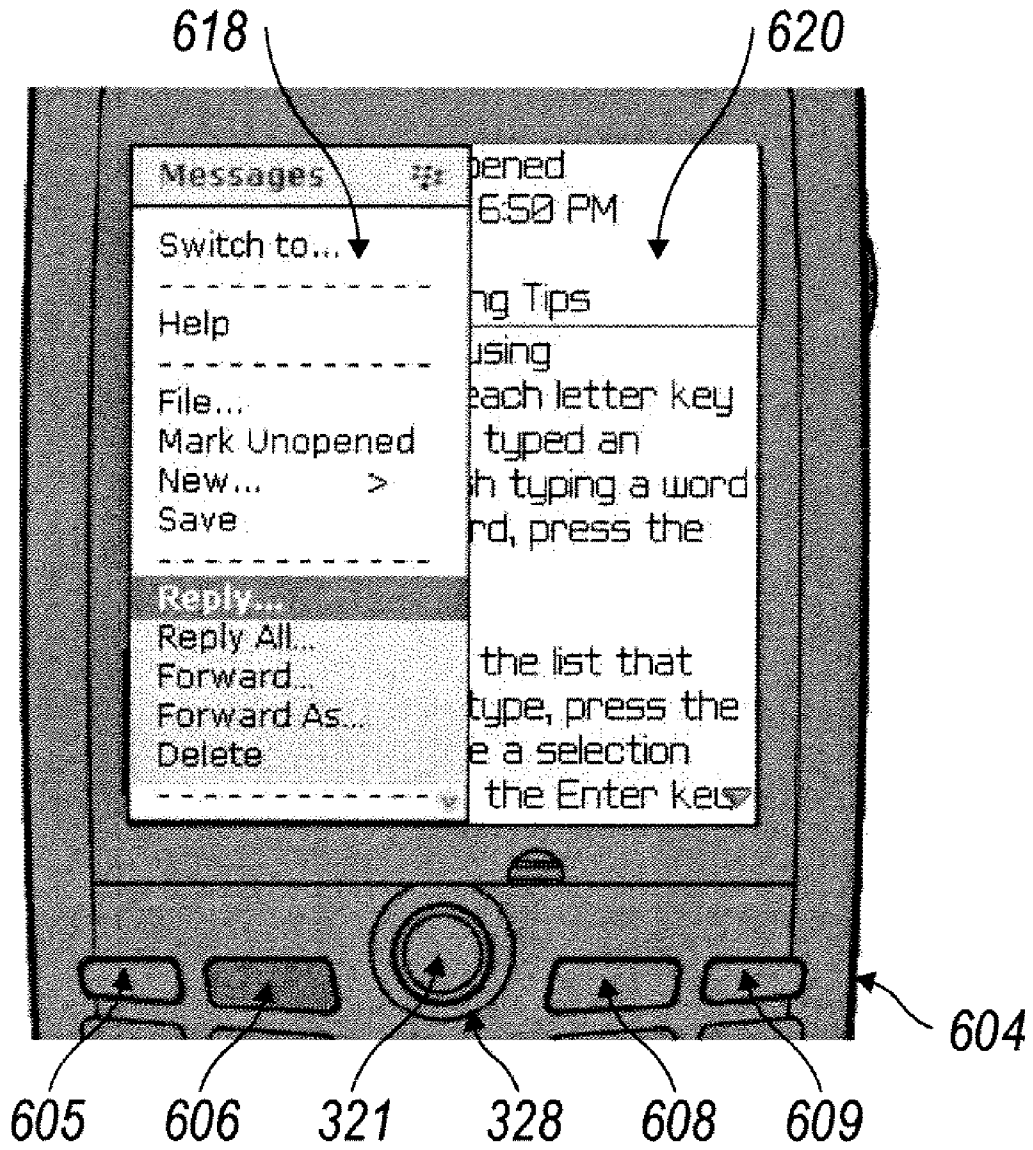 618
620
Messages
Switch to...
Help
File...
Mark Unopened
New... >
Save
Reply...
Reply All...
Forward...
Forward As...
Delete
pened
6:50 PM
ng Tips
using
each letter key
typed an
sh typing a word
rd, press the
the list that
type, press the
e a selection
the Enter key
604
605
606
321
328
608
609